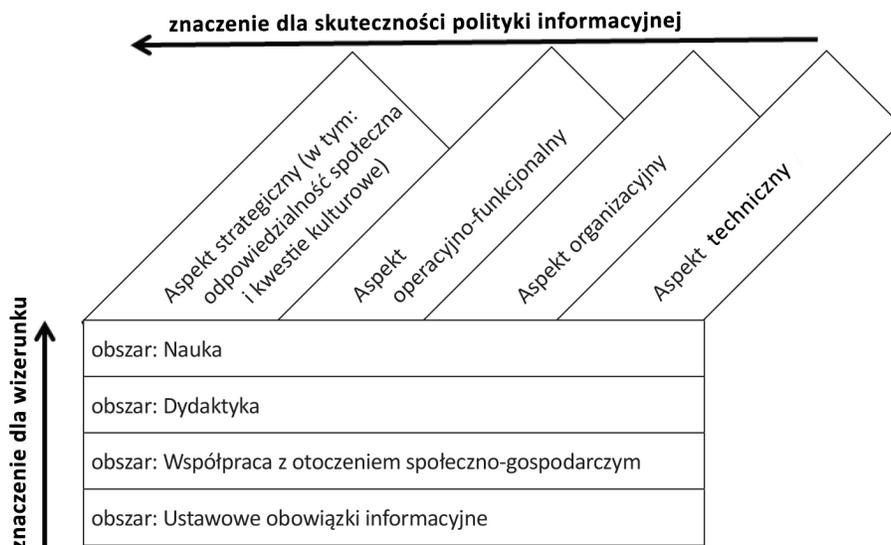 znaczenie dla skuteczności polityki informacyjnej
Aspekt strategiczny (w tym:
odpowiedzialność społeczna
i kwestie kulturowe)
Aspekt
operacyjno-funkcjonalny
Aspekt organizacyjny
Aspekt techniczny
znaczenie dla wizerunku
obszar: Nauka
obszar: Dydaktyka
obszar: Współpraca z otoczeniem społeczno-gospodarczym
obszar: Ustawowe obowiązki informacyjne